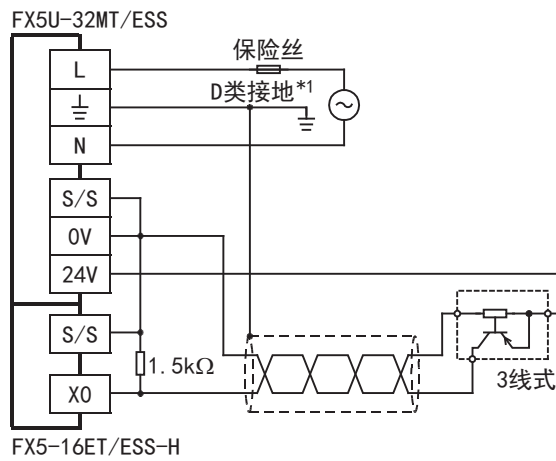 FX5U-32MT/ESS
保险丝
L
D类接地*1
N
S/S
0V
24V
S/S
1.5kΩ
X0
3线式
FX5-16ET/ESS-H